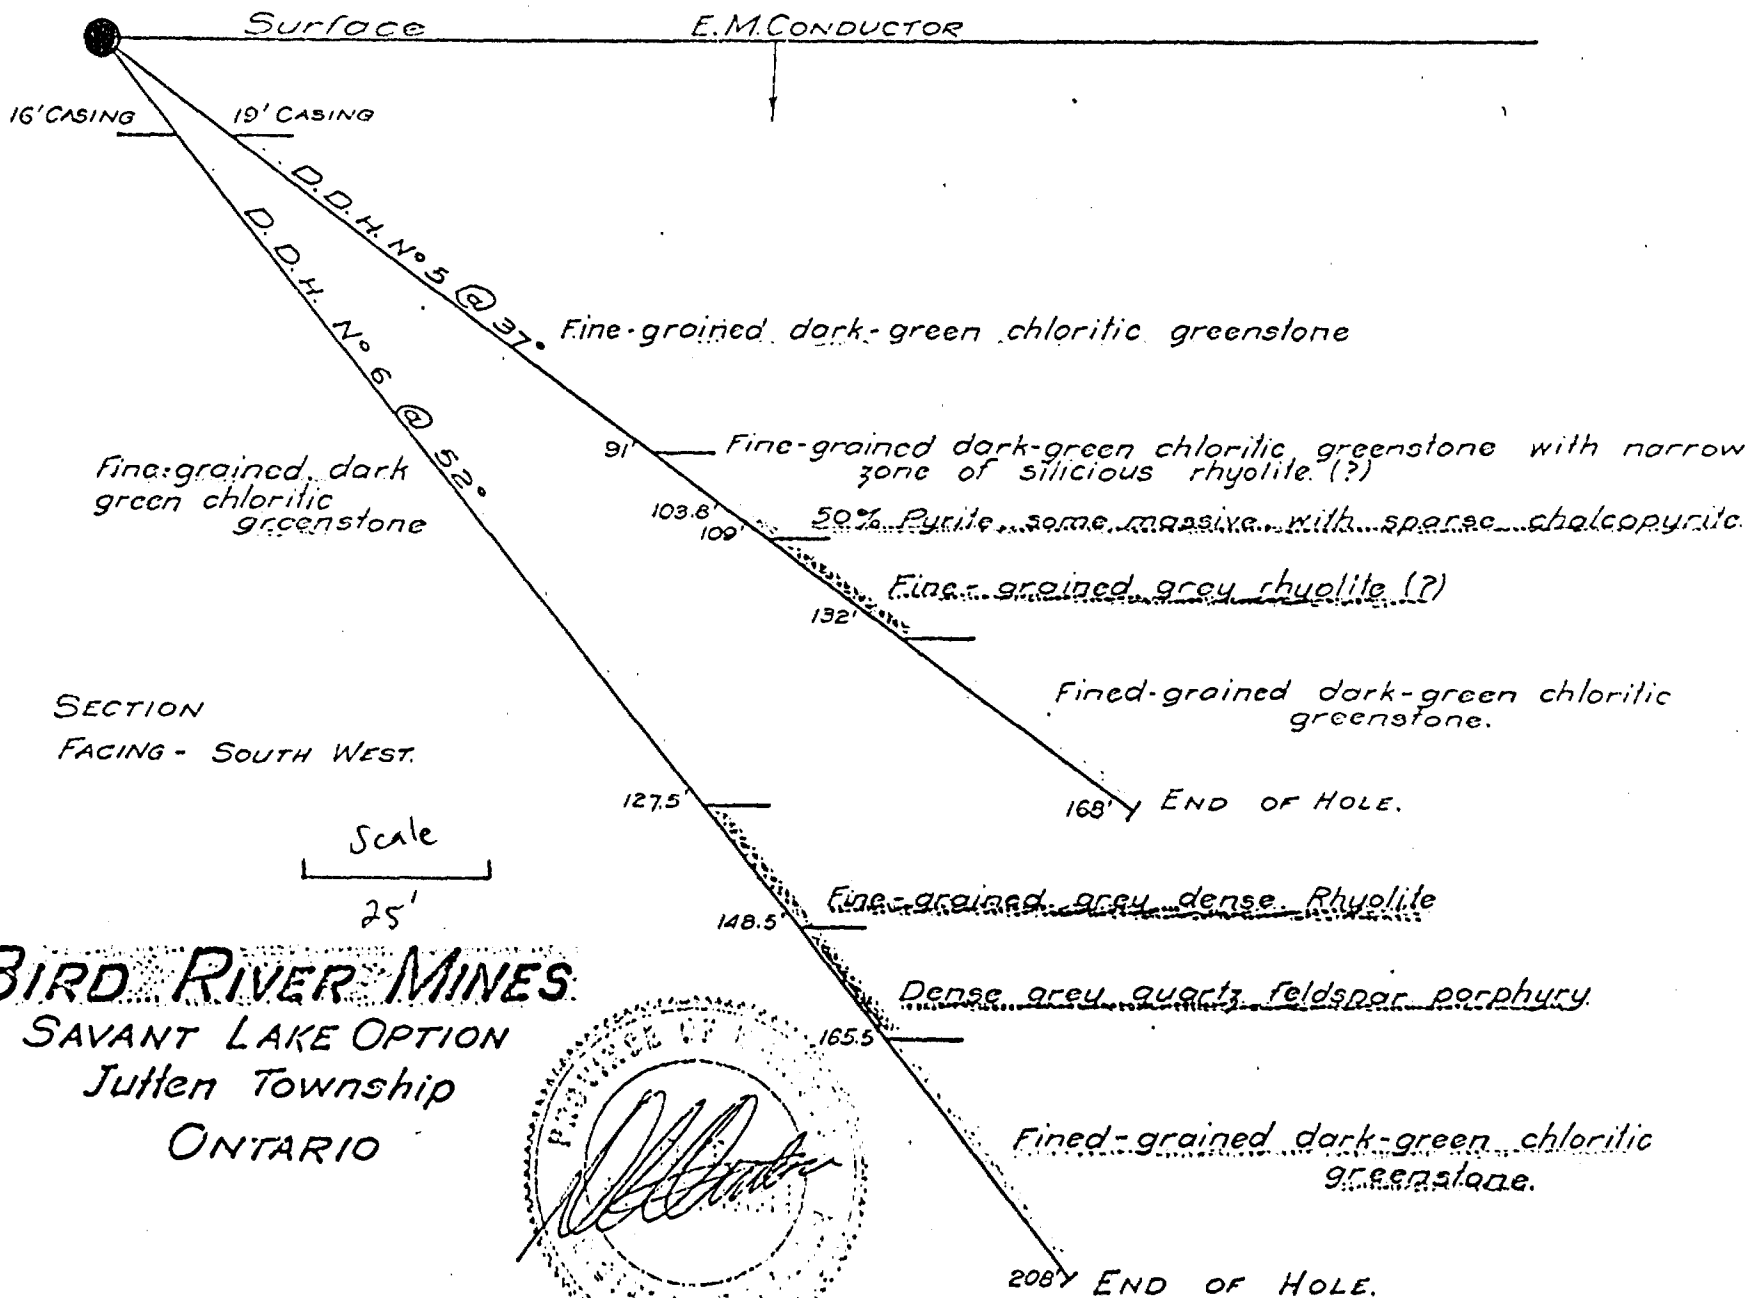 Surface
E.M. CONDUCTOR
16' CASING
19' CASING
D.D.H. Nº 5 @ 37°
D.D.H. Nº 6 @ 52°
Fine-grained dark-green chloritic greenstone
91'
Fine-grained dark-green chloritic greenstone with narrow
zone of silicious rhyolite. (?)
Fine-grained dark
green chloritic
greenstone
103.8'
50% Pyrite, some massive, with sparse chalcopyrite.
109'
Fine-grained grey rhyolite (?)
132'
Fined-grained dark-green chloritic
greenstone.
SECTION
FACING - SOUTH WEST.
127.5'
168'
END OF HOLE.
Scale
25'
Fine-grained grey dense Rhyolite
148.5'
BIRD RIVER MINES
SAVANT LAKE OPTION
Jutten Township
ONTARIO
Dense grey quartz feldspar porphyry.
165.5
PROVINCE OF
Fined-grained dark-green chloritic
greenstone.
208'
END OF HOLE.